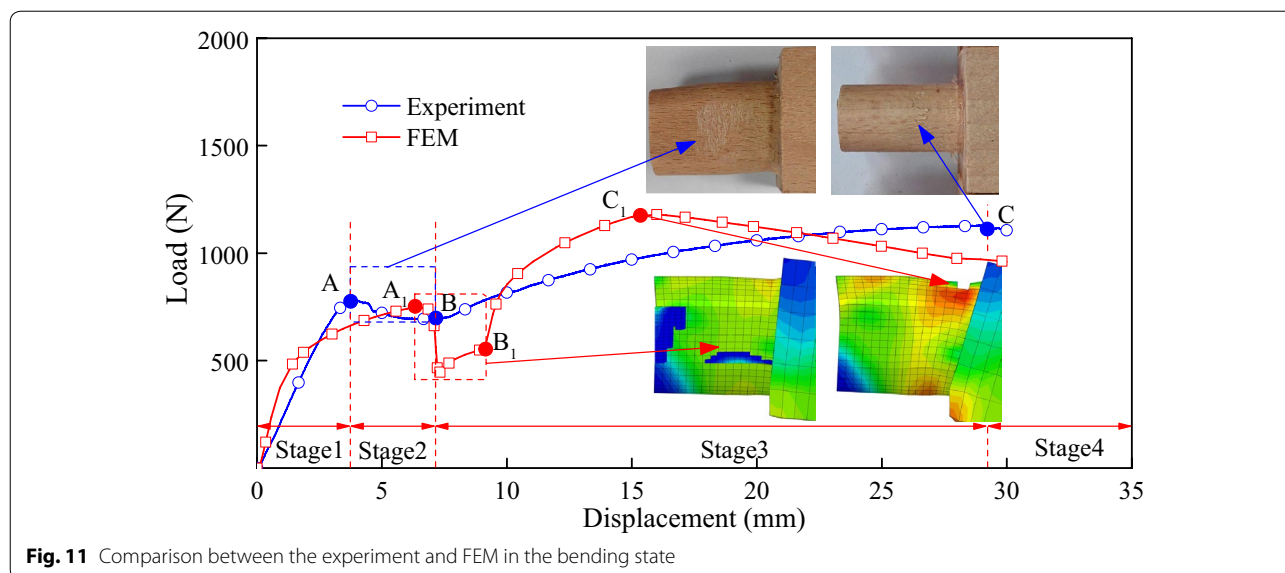 2000
1500
1000
500
0
Load (N)
Experiment
FEM
A
A1
B
B1
C1
C
Stage1
Stage2
Stage3
Stage4
0 5 10 15 20 25 30 35
Displacement (mm)
Fig. 11 Comparison between the experiment and FEM in the bending state